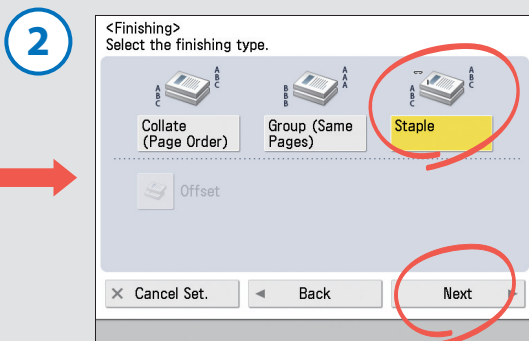 2
<Finishing>
Select the finishing type.
A
B
C
A
B
C
B
B
B
A
A
A
A
B
C
A
B
C
Collate
(Page Order)
Group (Same
Pages)
Staple
Offset
× Cancel Set.
◄ Back
Next ►